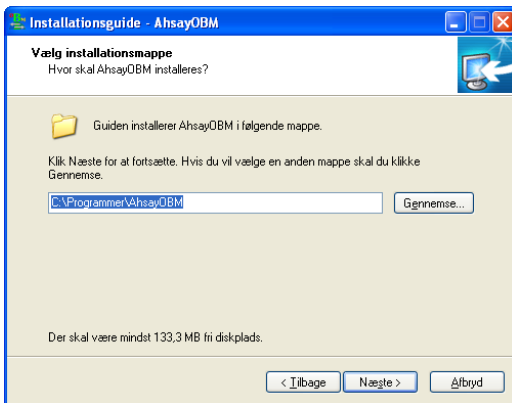 Installationsguide - AhsayOBM
Vælg installationsmappe
Hvor skal AhsayOBM installeres?
Guiden installerer AhsayOBM i følgende mappe.
Klik Næste for at fortsætte. Hvis du vil vælge en anden mappe skal du klikke
Gennemse.
C:\Programmer\AhsayOBM
Gennemse...
Der skal være mindst 133,3 MB fri diskplads.
< Tilbage
Næste >
Afbryd